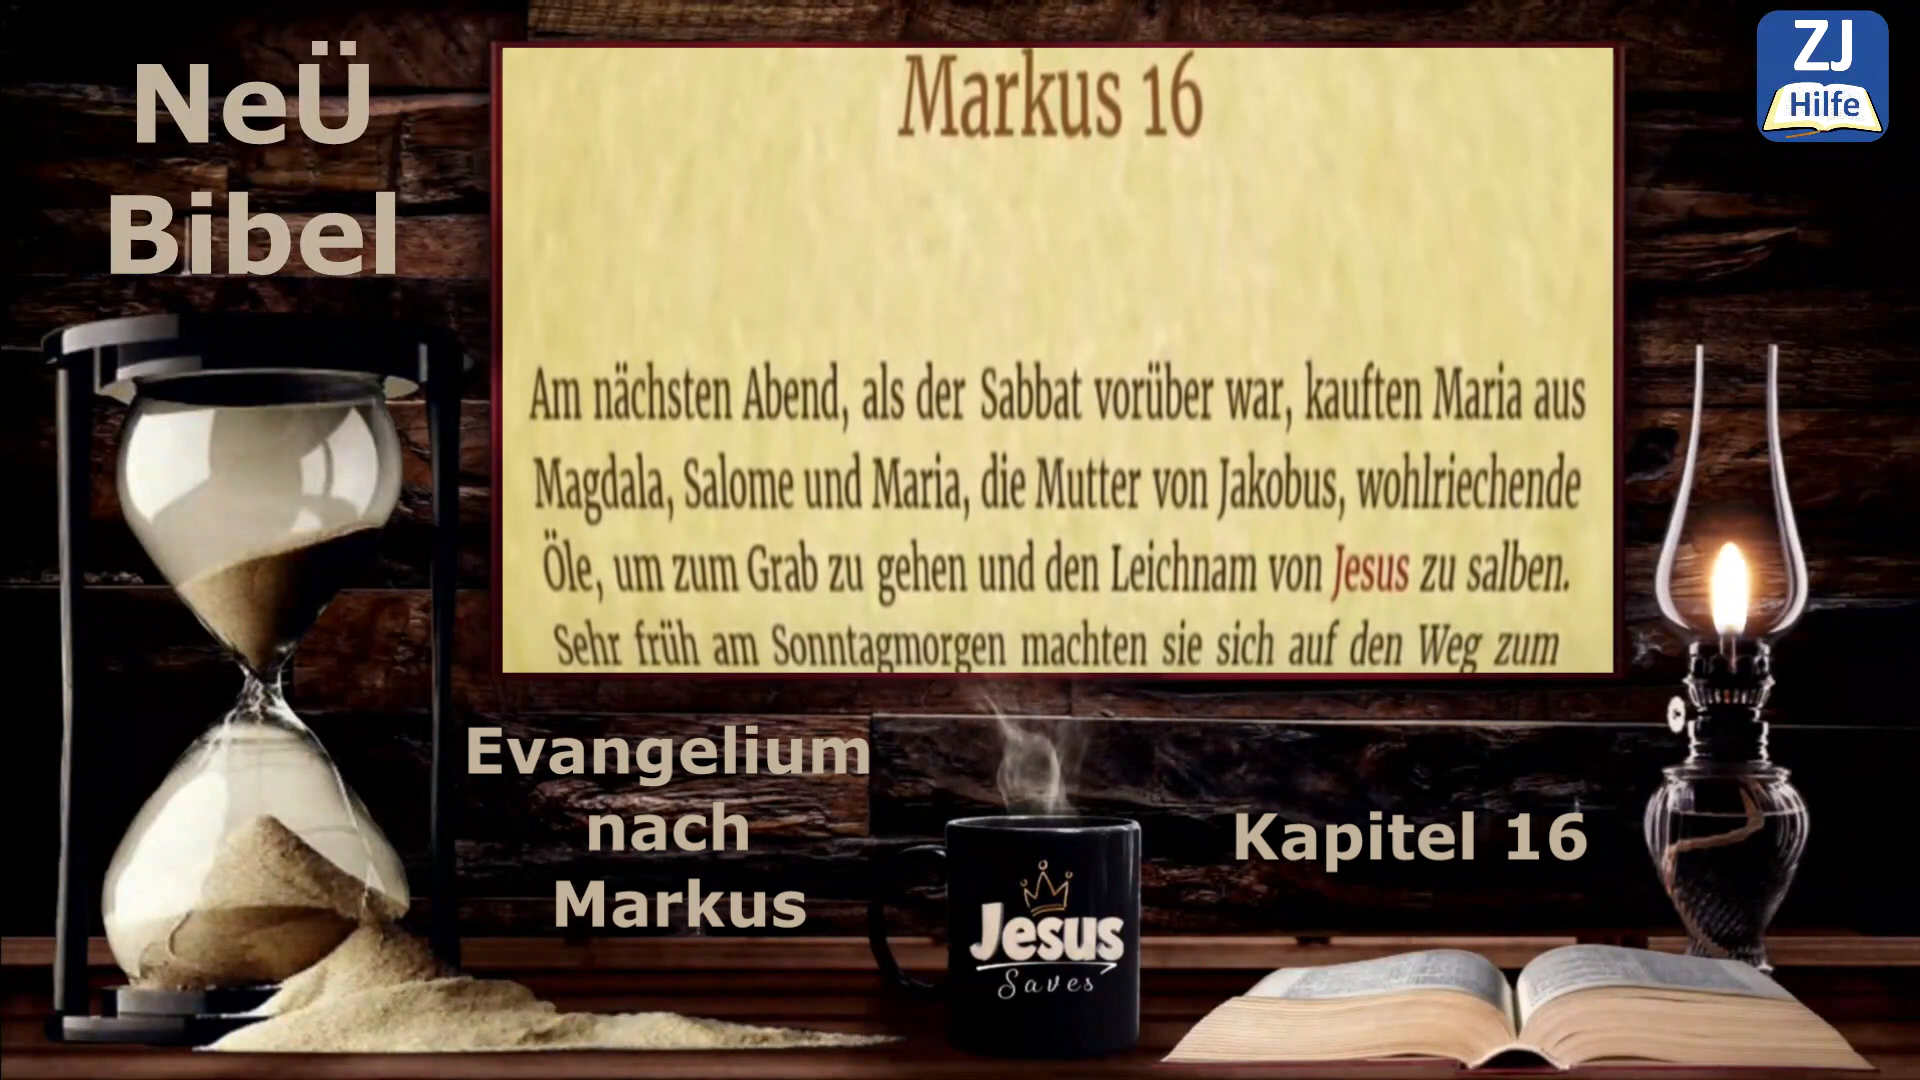 NeÜ
Bibel
Markus 16
Am nächsten Abend, als der Sabbat vorüber war, kauften Maria aus
Magdala, Salome und Maria, die Mutter von Jakobus, wohlriechende
Öle, um zum Grab zu gehen und den Leichnam von Jesus zu salben.
Sehr früh am Sonntagmorgen machten sie sich auf den Weg zum
ZJ
Hilfe
Evangelium
nach
Markus
Kapitel 16
Jesus
Saves